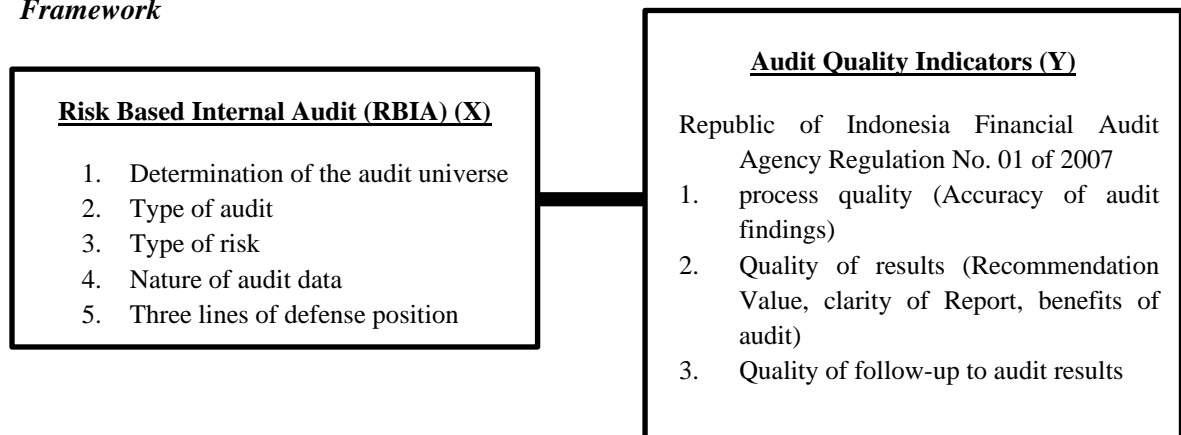 Framework
Risk Based Internal Audit (RBIA) (X)
1. Determination of the audit universe
2. Type of audit
3. Type of risk
4. Nature of audit data
5. Three lines of defense position
Audit Quality Indicators (Y)
Republic of Indonesia Financial Audit
Agency Regulation No. 01 of 2007
1. process quality (Accuracy of audit
findings)
2. Quality of results (Recommendation
Value, clarity of Report, benefits of
audit)
3. Quality of follow-up to audit results